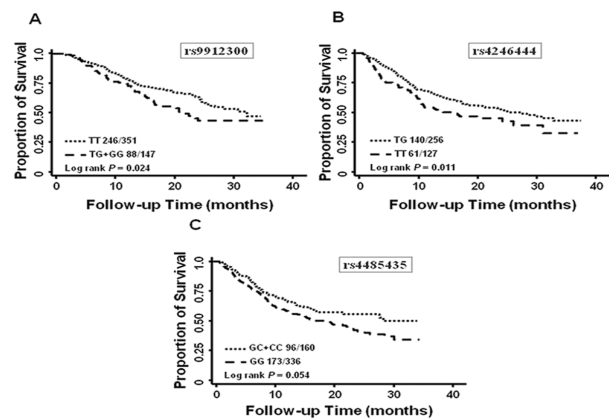 A
rs9912300
Proportion of Survival
1.0
0.75
0.50
0.25
0
TT 246/351
TG+GG 88/147
Log rank P = 0.024
0 10 20 30 40
Follow-up Time (months)
B
rs4246444
Proportion of Survival
1.0
0.75
0.50
0.25
0
TG 140/256
TT 61/127
Log rank P = 0.011
0 10 20 30 40
Follow-up Time (months)
C
rs4485435
Proportion of Survival
1.0
0.75
0.50
0.25
0
GC+CC 96/160
GG 173/336
Log rank P = 0.054
0 10 20 30 40
Follow-up Time (months)